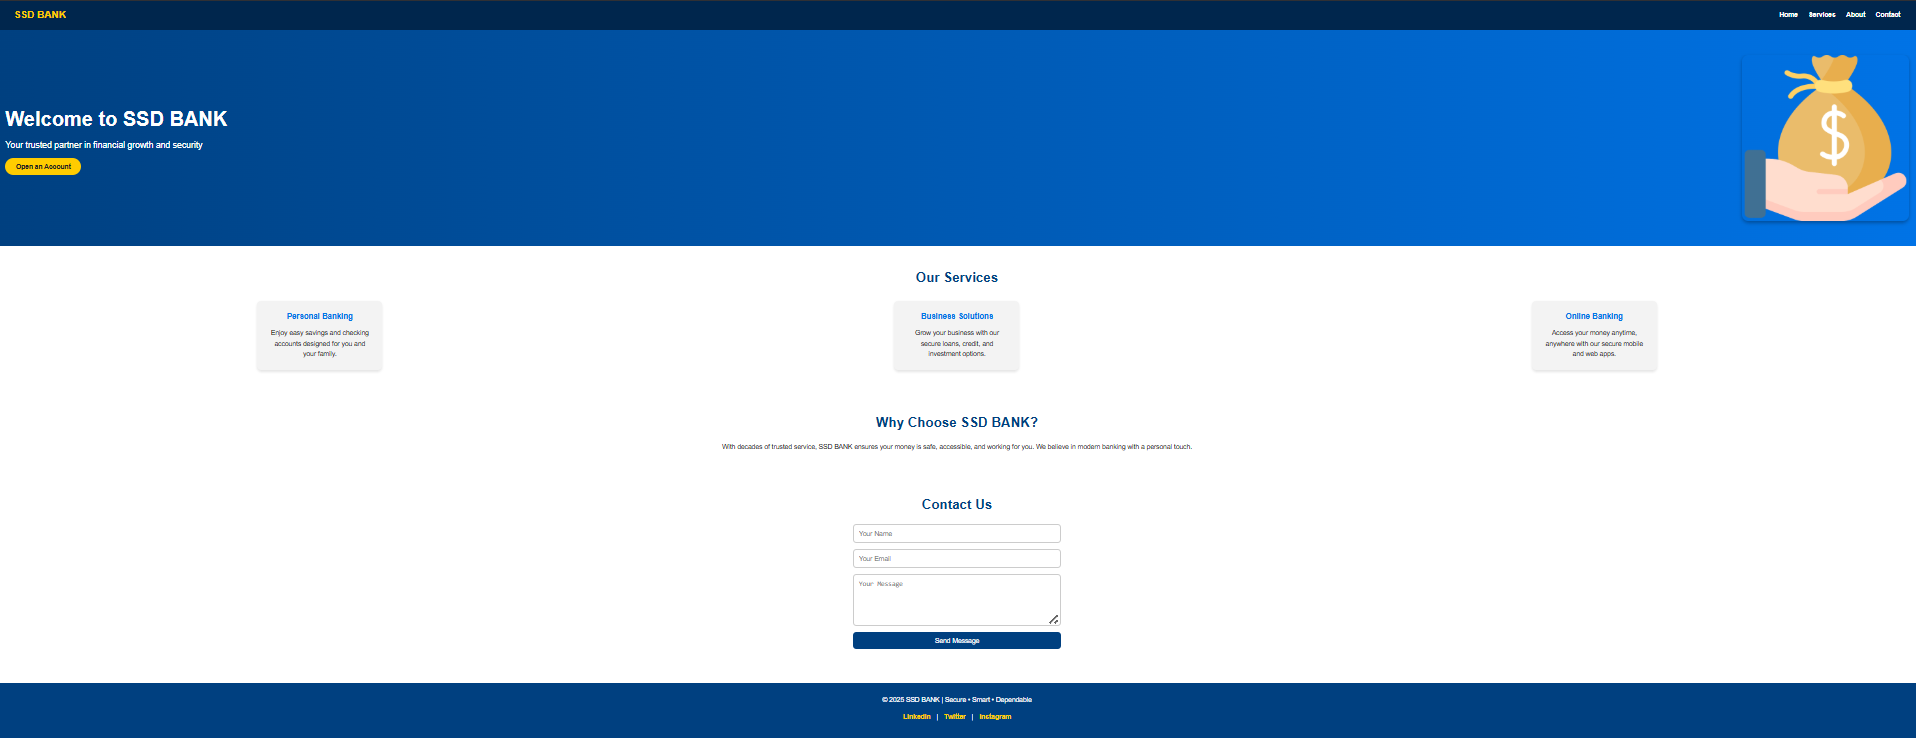 SSD BANK
Home Services About Contact
Welcome to SSD BANK
Your trusted partner in financial growth and security
Open an Account
$
Our Services
Personal Banking
Enjoy easy savings and checking
accounts designed for you and
your family.
Business Solutions
Grow your business with our
secure loans, credit, and
investment options.
Online Banking
Access your money anytime,
anywhere with our secure mobile
and web apps.
Why Choose SSD BANK?
With decades of trusted service, SSD BANK ensures your money is safe, accessible, and working for you. We believe in modern banking with a personal touch.
Contact Us
Your Name
Your Email
Your Message
Send Message
© 2025 SSD BANK | Secure • Smart • Dependable
LinkedIn | Twitter | Instagram